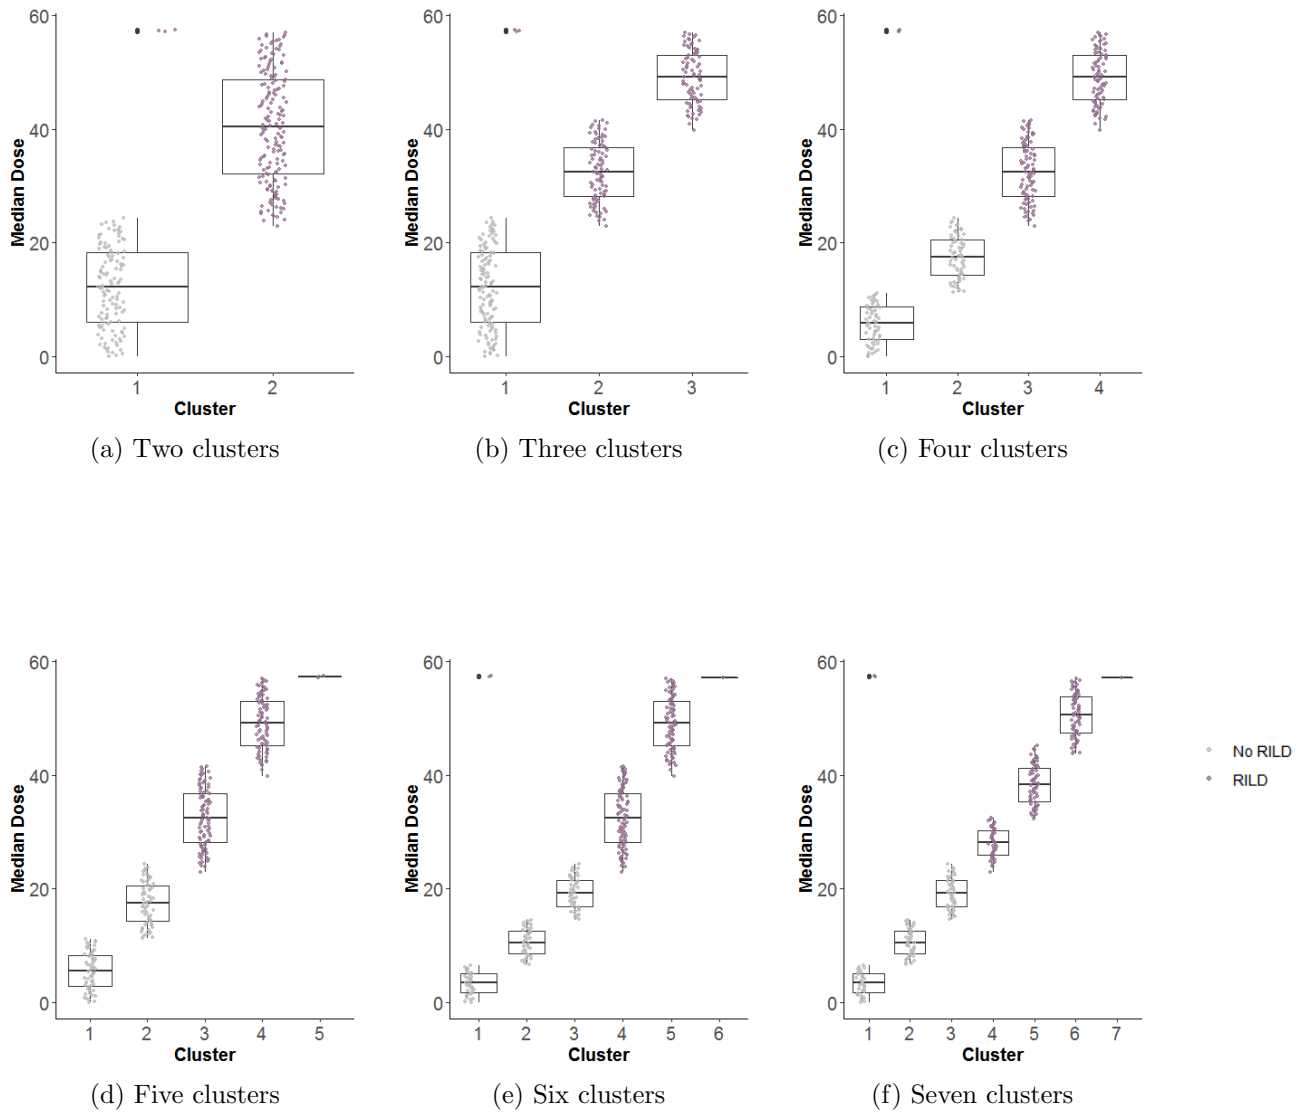 60
40
20
0
Median Dose
1 2
Cluster
(a) Two clusters
60
40
20
0
Median Dose
1 2 3
Cluster
(b) Three clusters
60
40
20
0
Median Dose
1 2 3 4
Cluster
(c) Four clusters
60
40
20
0
Median Dose
1 2 3 4 5
Cluster
(d) Five clusters
60
40
20
0
Median Dose
1 2 3 4 5 6
Cluster
(e) Six clusters
60
40
20
0
Median Dose
1 2 3 4 5 6 7
Cluster
(f) Seven clusters
No RILD
RILD